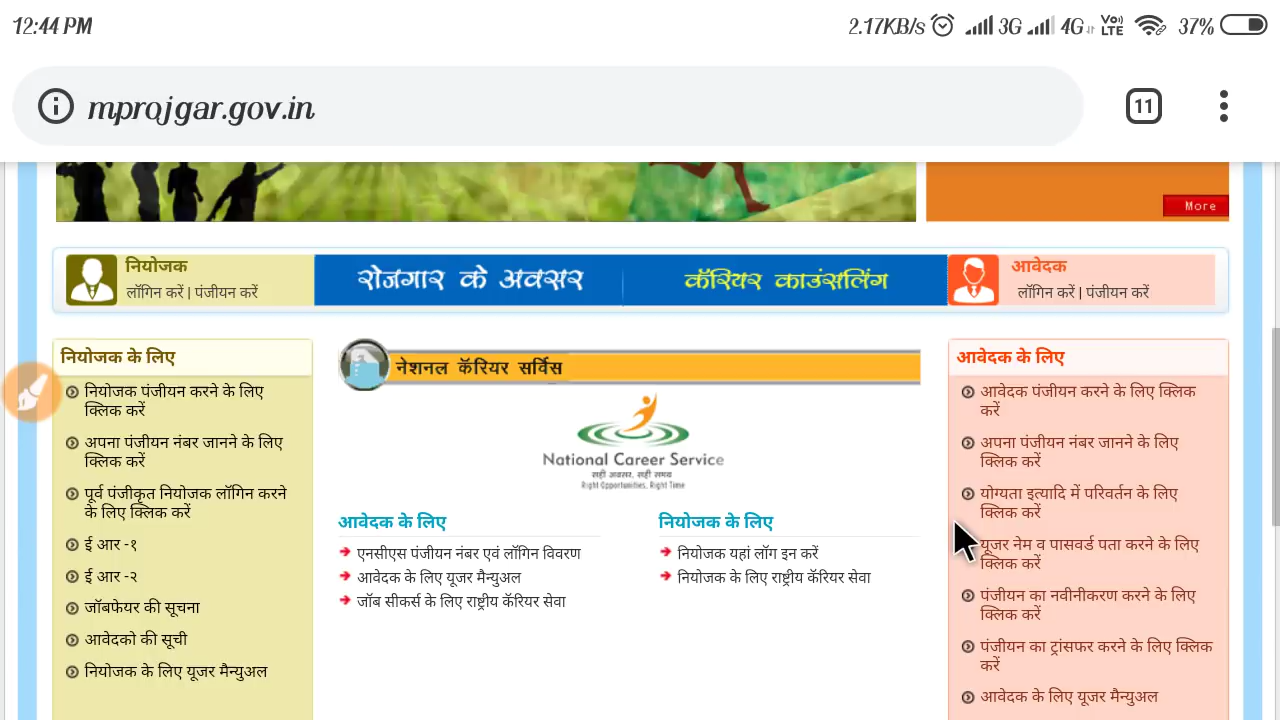 12:44 PM
2.17KB/s 3G 4G VoLTE 37%
mprojgar.gov.in
11
More
नियोजक
लॉगिन करें | पंजीयन करें
रोजगार के अवसर
कॅरियर काउंसलिंग
आवेदक
लॉगिन करें | पंजीयन करें
नियोजक के लिए
नियोजक पंजीयन करने के लिए
क्लिक करें
अपना पंजीयन नंबर जानने के लिए
क्लिक करें
पूर्व पंजीकृत नियोजक लॉगिन करने
के लिए क्लिक करें
ई आर -१
ई आर -२
जॉबफेयर की सूचना
आवेदको की सूची
नियोजक के लिए यूजर मैन्युअल
नेशनल कॅरियर सर्विस
National Career Service
सही अवसर, सही समय
Right Opportunities, Right Time
आवेदक के लिए
एनसीएस पंजीयन नंबर एवं लॉगिन विवरण
आवेदक के लिए यूजर मैन्युअल
जॉब सीकर्स के लिए राष्ट्रीय कॅरियर सेवा
नियोजक के लिए
नियोजक यहां लॉग इन करें
नियोजक के लिए राष्ट्रीय कॅरियर सेवा
आवेदक के लिए
आवेदक पंजीयन करने के लिए क्लिक
करें
अपना पंजीयन नंबर जानने के लिए
क्लिक करें
योग्यता इत्यादि में परिवर्तन के लिए
क्लिक करें
यूजर नेम व पासवर्ड पता करने के लिए
क्लिक करें
पंजीयन का नवीनीकरण करने के लिए
क्लिक करें
पंजीयन का ट्रांसफर करने के लिए क्लिक
करें
आवेदक के लिए यूजर मैन्युअल